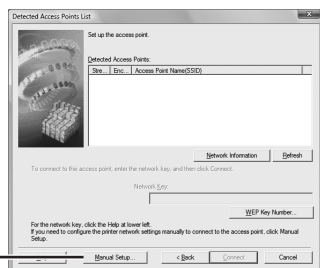 Detected Access Points List
Set up the access point.
Detected Access Points:
Stre... Enc... Access Point Name(SSID)
Network Information Refresh
To connect to the access point, enter the network key, and then click Connect.
Network Key:
WEP Key Number...
For the network key, click the Help at lower left.
If you need to configure the printer network settings manually to connect to the access point, click Manual
Setup.
Manual Setup... < Back Connect Cancel